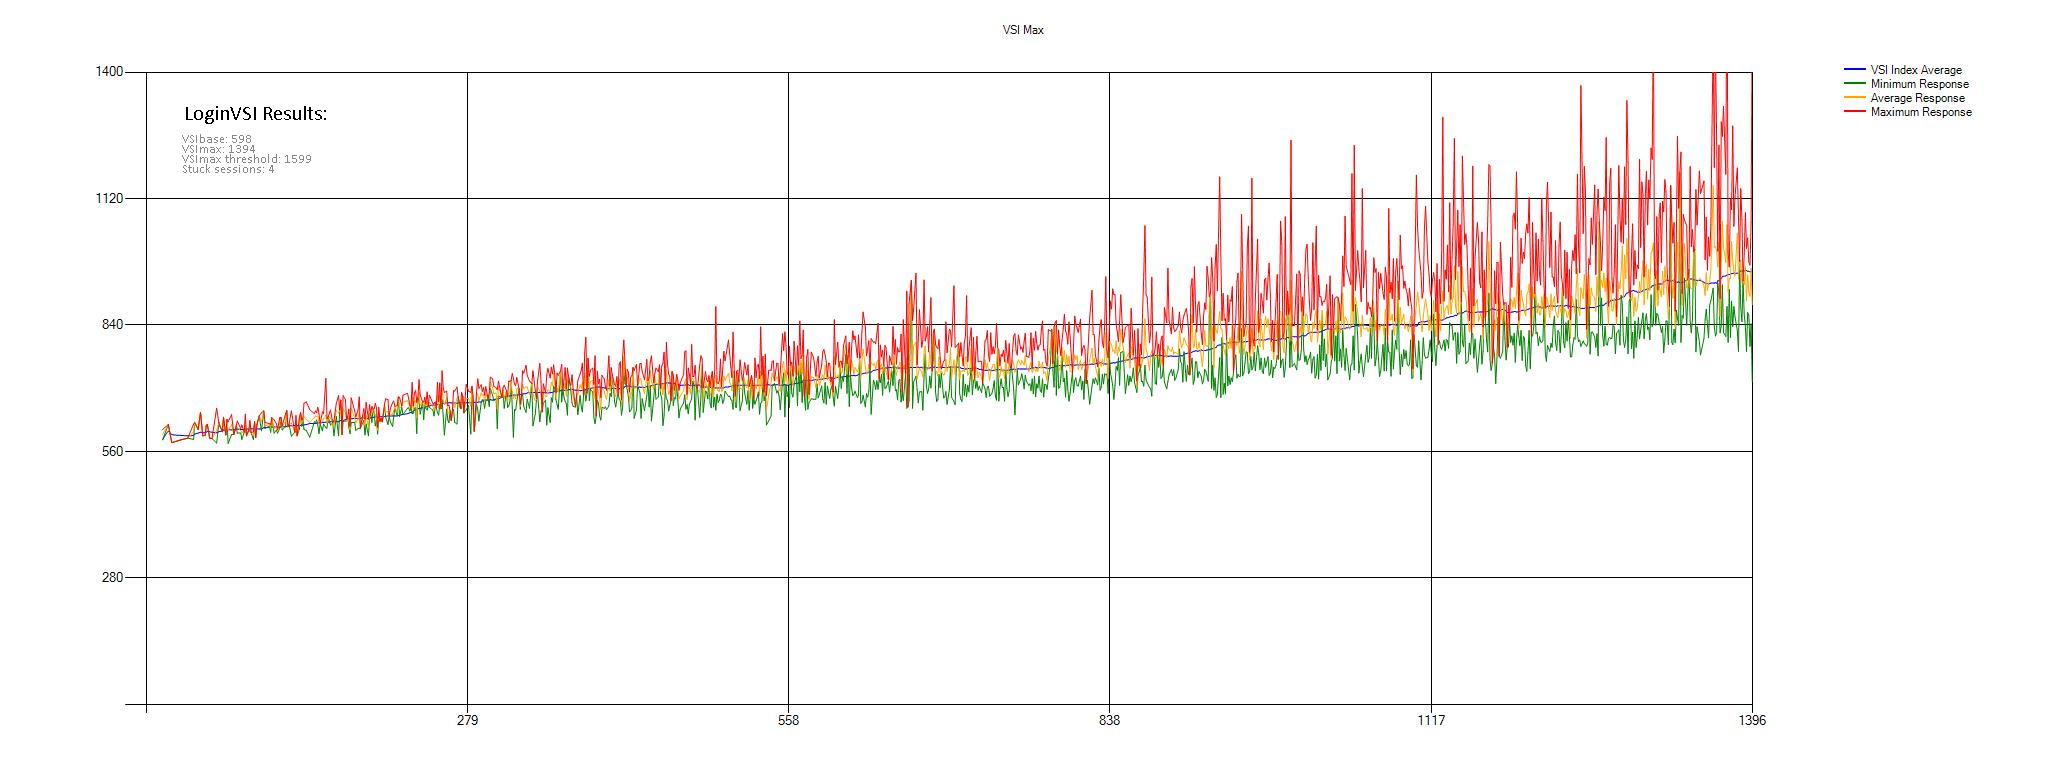 VSI Max
1400
1120
840
560
280
279
558
838
1117
1396
LoginVSI Results:
VSIbase: 598
VSImax: 1394
VSImax threshold: 1599
Stuck sessions: 4
VSI Index Average
Minimum Response
Average Response
Maximum Response